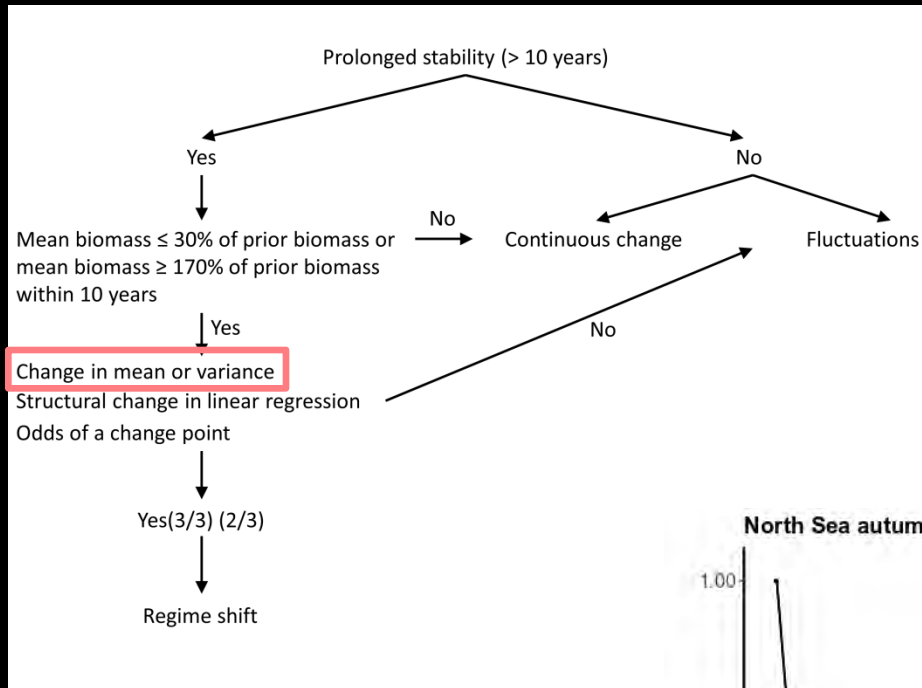 Prolonged stability (> 10 years)
Yes
No
Mean biomass ≤ 30% of prior biomass or
mean biomass ≥ 170% of prior biomass
within 10 years
No
Continuous change
Fluctuations
Yes
No
Change in mean or variance
Structural change in linear regression
Odds of a change point
Yes(3/3) (2/3)
Regime shift
North Sea autum
1.00